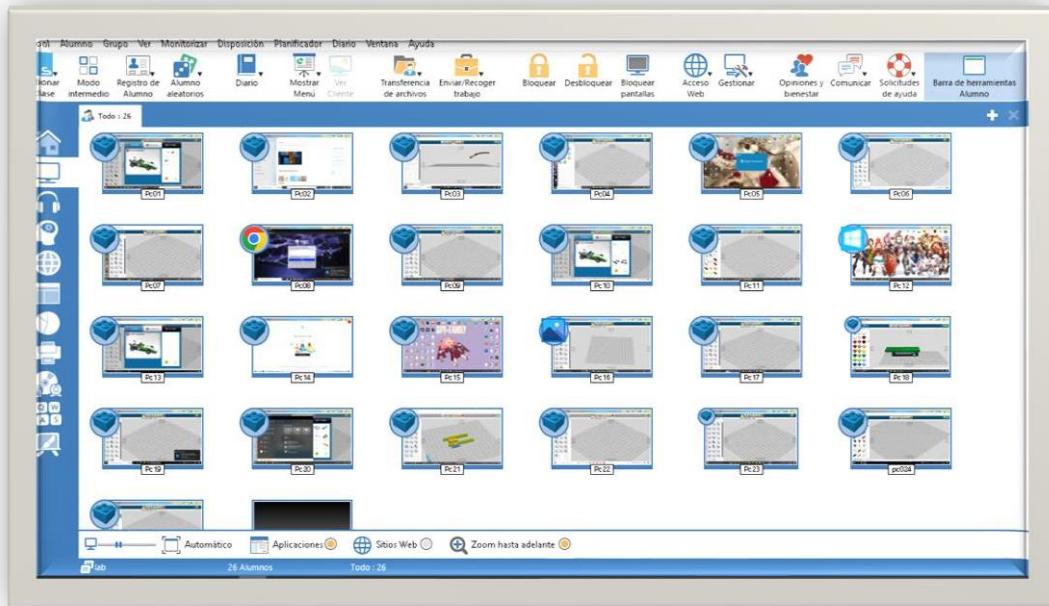 Alumno Grupo Ver Monitorizar Disposición Planificador Diario Ventana Ayuda
Modo intermedio
Registro de Alumno
Alumno aleatorios
Diario
Mostrar Menú
Ver Cliente
Transferencia de archivos
Enviar/Recoger trabajo
Bloquear
Desbloquear
Bloquear pantallas
Acceso Web
Gestionar
Opiniones y bienestar
Comunicar
Solicitudes de ayuda
Barra de herramientas Alumno
Todo : 26
Pc01 Pc02 Pc03 Pc04 Pc05 Pc06
Pc07 Pc08 Pc09 Pc10 Pc11 Pc12
Pc13 Pc14 Pc15 Pc16 Pc17 Pc18
Pc19 Pc20 Pc21 Pc22 Pc23 pc024
Automático Aplicaciones Sitios Web Zoom hasta adelante
lab 26 Alumnos Todo : 26